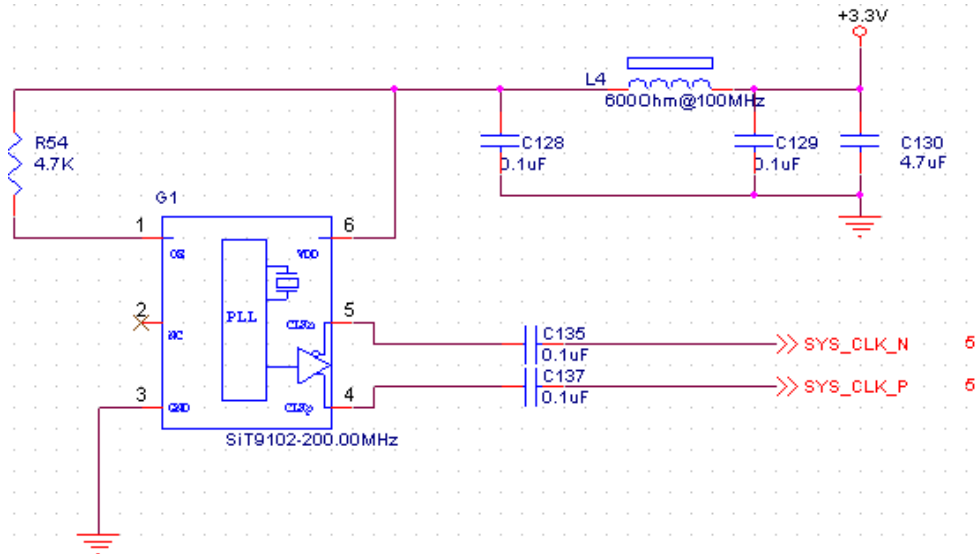 +3.3V
L4
600Ohm@100MHz
R54
4.7K
C128
0.1uF
C129
0.1uF
C130
4.7uF
G1
1
6
OE
VDD
2
NC
PLL
CLKn
5
C135
0.1uF
SYS_CLK_N
5
C137
0.1uF
SYS_CLK_P
5
3
GND
CLKp
4
SiT9102-200.00MHz